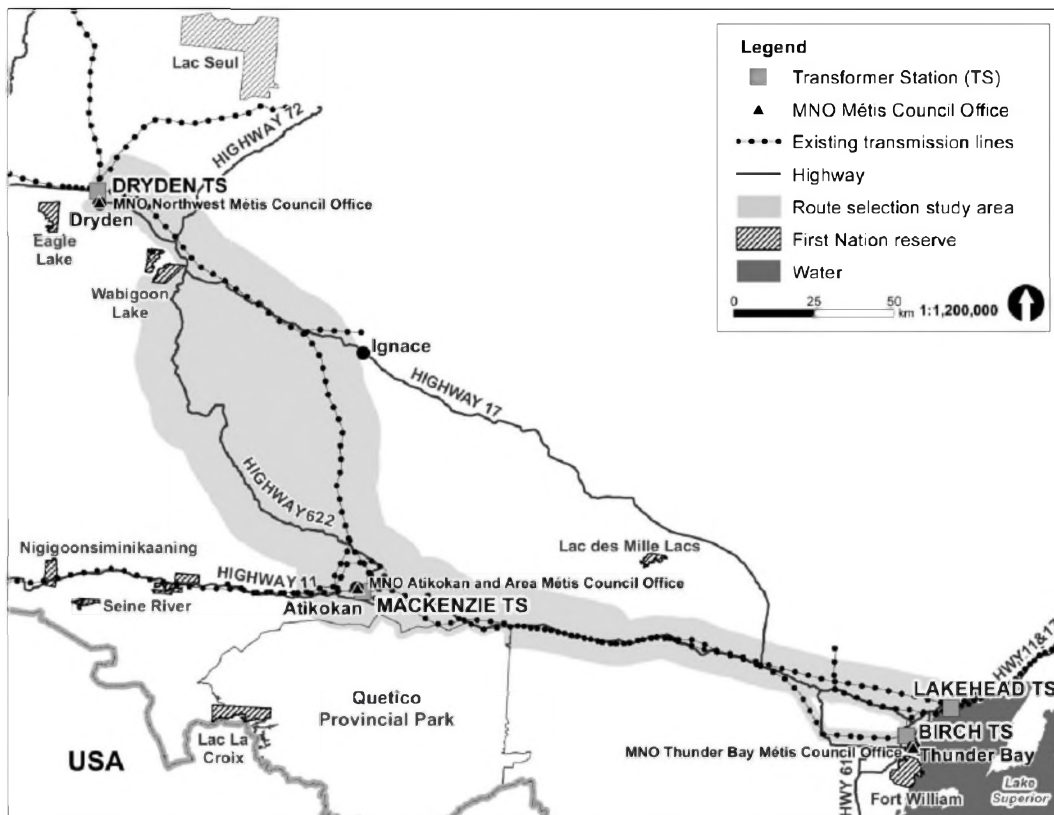 Legend
Transformer Station (TS)
MNO Métis Council Office
Existing transmission lines
Highway
Route selection study area
First Nation reserve
Water
0 25 50
km 1:1,200,000
Lac Seul
HIGHWAY 72
DRYDEN TS
MNO Northwest Métis Council Office
Dryden
Eagle
Lake
Wabigoon
Lake
Ignace
HIGHWAY 17
HIGHWAY 622
Nigigoonsiminikaaning
HIGHWAY 11
Seine River
Lac des Mille Lacs
MNO Atikokan and Area Métis Council Office
Atikokan
MACKENZIE TS
HWY 11&17
LAKEHEAD TS
Quetico
Provincial Park
BIRCH TS
MNO Thunder Bay Métis Council Office
Thunder Bay
Lac La
Croix
USA
HWY 61
Fort William
Lake
Superior